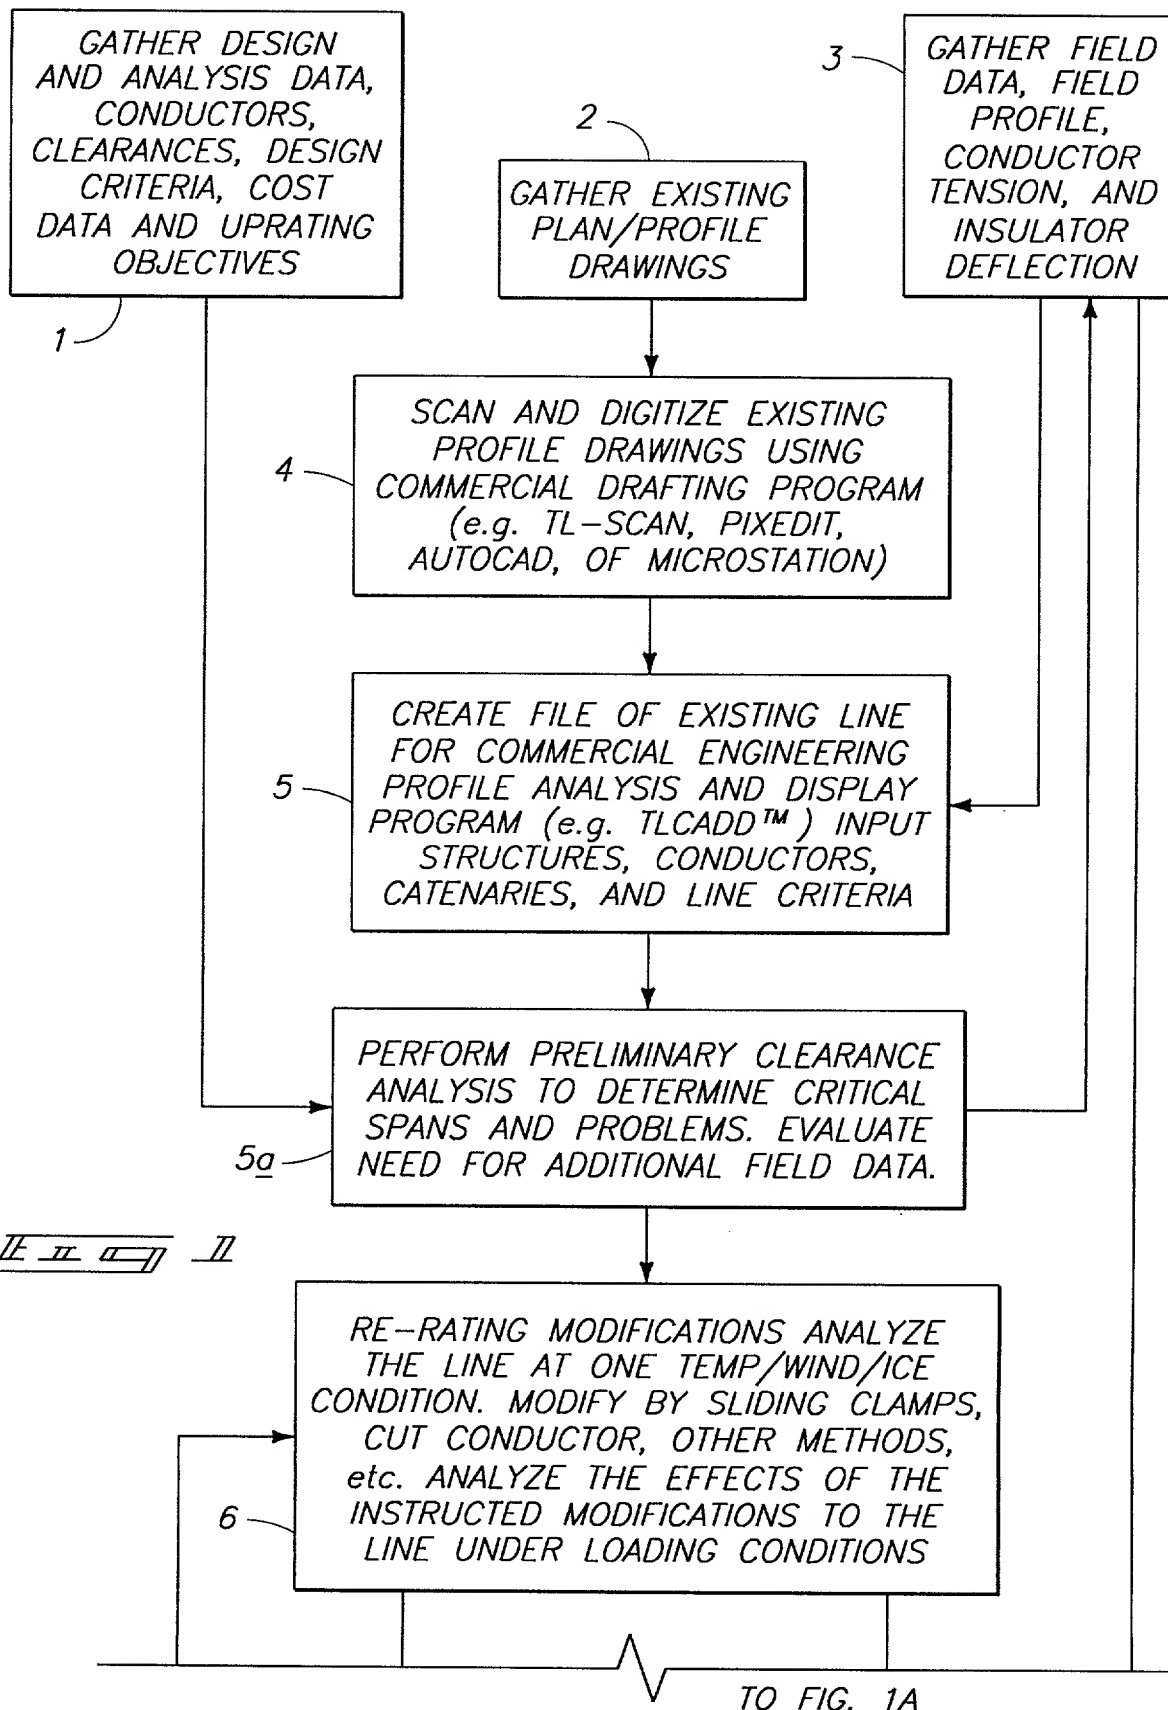 GATHER DESIGN
AND ANALYSIS DATA,
CONDUCTORS,
CLEARANCES, DESIGN
CRITERIA, COST
DATA AND UPRATING
OBJECTIVES
1
2
GATHER EXISTING
PLAN/PROFILE
DRAWINGS
3
GATHER FIELD
DATA, FIELD
PROFILE,
CONDUCTOR
TENSION, AND
INSULATOR
DEFLECTION
4
SCAN AND DIGITIZE EXISTING
PROFILE DRAWINGS USING
COMMERCIAL DRAFTING PROGRAM
(e.g. TL-SCAN, PIXEDIT,
AUTOCAD, OF MICROSTATION)
5
CREATE FILE OF EXISTING LINE
FOR COMMERCIAL ENGINEERING
PROFILE ANALYSIS AND DISPLAY
PROGRAM (e.g. TLCADD™) INPUT
STRUCTURES, CONDUCTORS,
CATENARIES, AND LINE CRITERIA
5a
PERFORM PRELIMINARY CLEARANCE
ANALYSIS TO DETERMINE CRITICAL
SPANS AND PROBLEMS. EVALUATE
NEED FOR ADDITIONAL FIELD DATA.
Fig 1
6
RE-RATING MODIFICATIONS ANALYZE
THE LINE AT ONE TEMP/WIND/ICE
CONDITION. MODIFY BY SLIDING CLAMPS,
CUT CONDUCTOR, OTHER METHODS,
etc. ANALYZE THE EFFECTS OF THE
INSTRUCTED MODIFICATIONS TO THE
LINE UNDER LOADING CONDITIONS
TO FIG. 1A